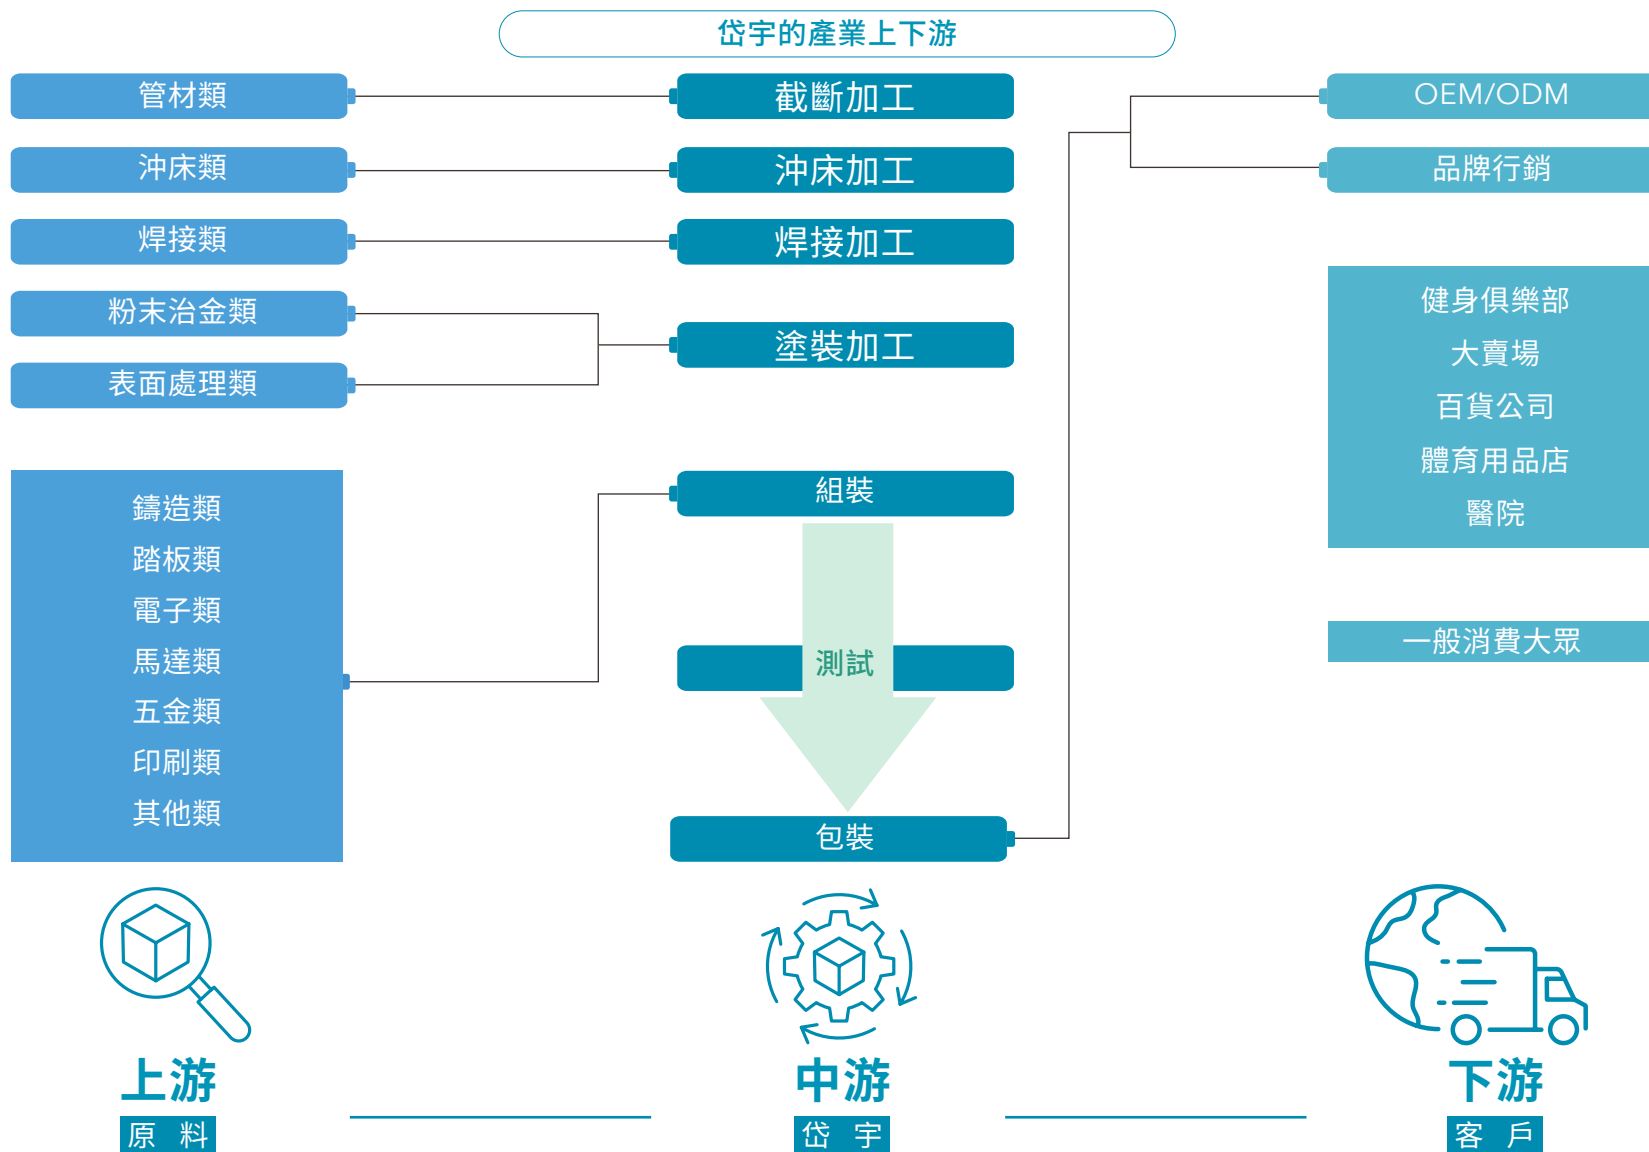 岱宇的產業上下游
管材類
沖床類
焊接類
粉末治金類
表面處理類
鑄造類
踏板類
電子類
馬達類
五金類
印刷類
其他類
截斷加工
沖床加工
焊接加工
塗裝加工
組裝
測試
包裝
OEM/ODM
品牌行銷
健身俱樂部
大賣場
百貨公司
體育用品店
醫院
一般消費大眾
上游
原料
中游
岱宇
下游
客戶